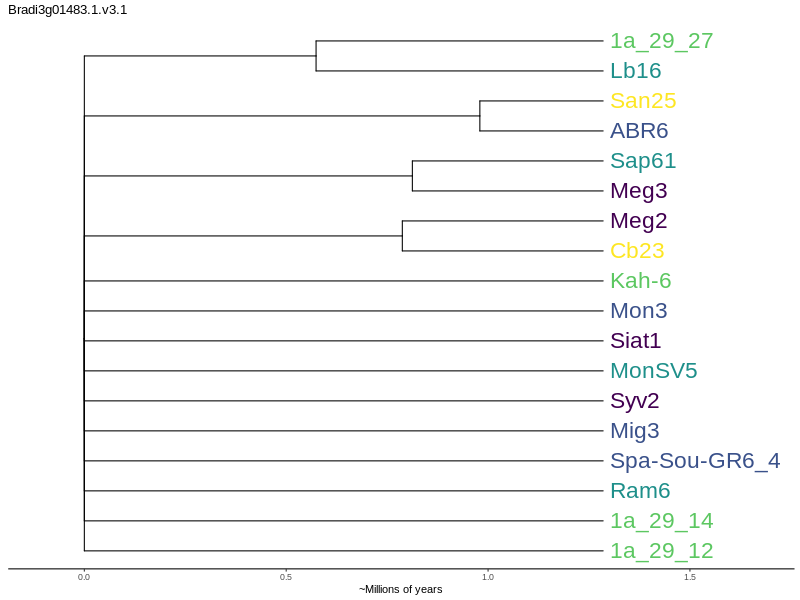 Bradi3g01483.1.v3.1
1a_29_27
Lb16
San25
ABR6
Sap61
Meg3
Meg2
Cb23
Kah-6
Mon3
Siat1
MonSV5
Syv2
Mig3
Spa-Sou-GR6_4
Ram6
1a_29_14
1a_29_12
0.0 0.5 1.0 1.5
~Millions of years